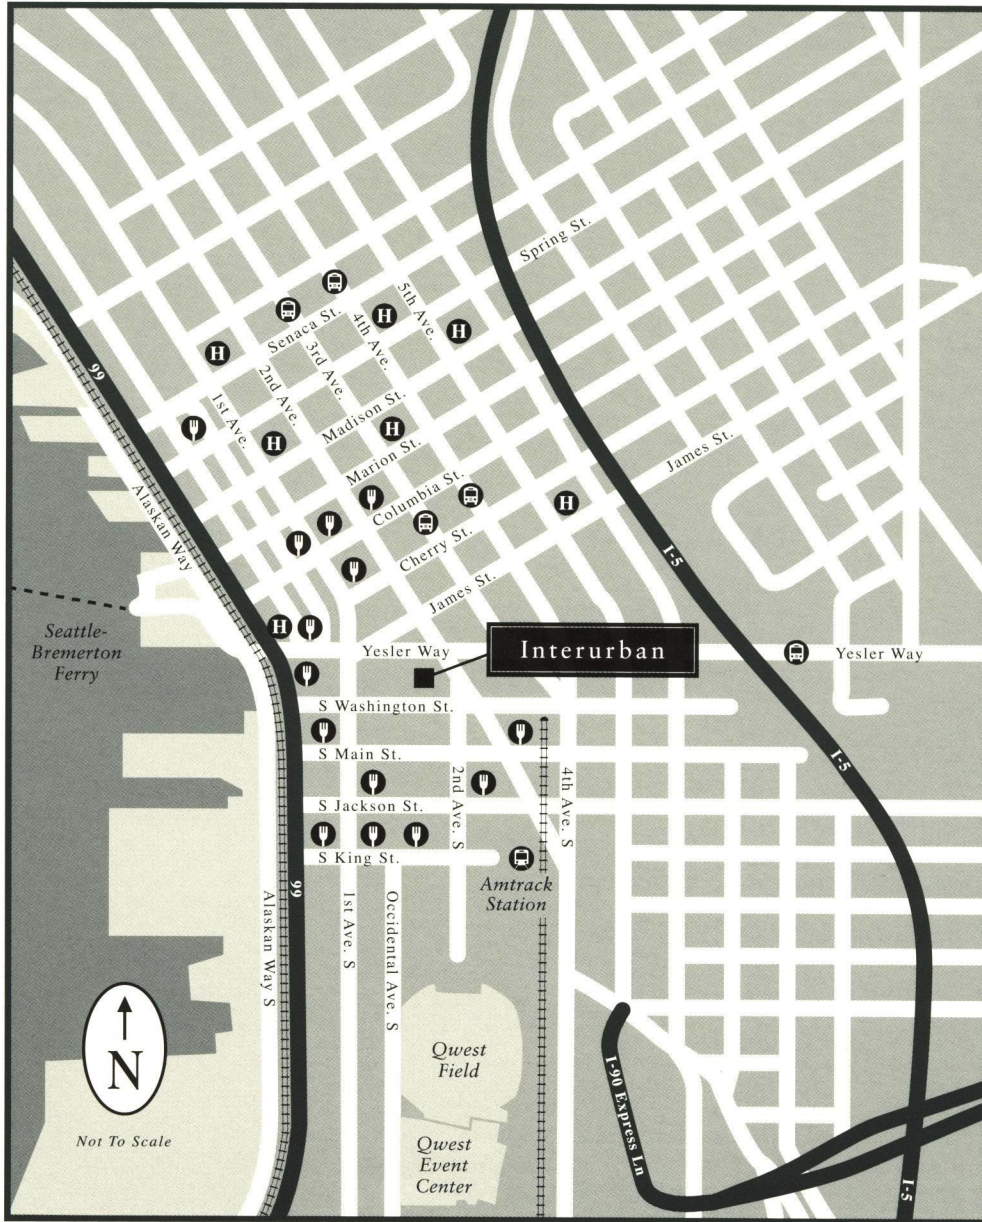 Spring St.
5th Ave.
Senaca St.
4th Ave.
H
H
3rd Ave.
H
99
2nd Ave.
1st Ave.
Madison St.
H
H
Marion St.
James St.
Columbia St.
H
Alaskan Way
Cherry St.
I-5
James St.
Seattle-
Bremerton
Ferry
H
Yesler Way
Interurban
Yesler Way
S Washington St.
S Main St.
I-5
2nd Ave. S
4th Ave. S
S Jackson St.
S King St.
Amtrack
Station
99
Alaskan Way S
1st Ave. S
Occidental Ave. S
N
Not To Scale
Qwest
Field
Qwest
Event
Center
I-90 Express Ln
I-5